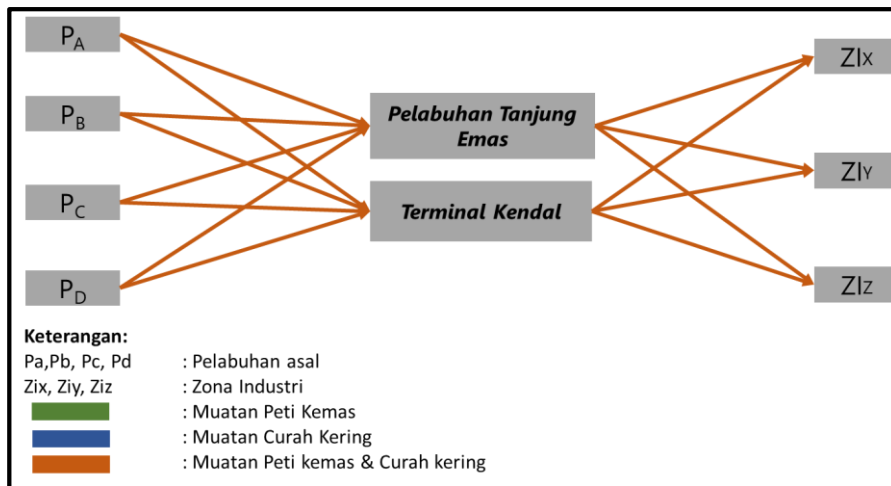 PA
PB
PC
PD
Pelabuhan Tanjung
Emas
Terminal Kendal
ZIX
ZIY
ZIZ
Keterangan:
Pa,Pb, Pc, Pd : Pelabuhan asal
Zix, Ziy, Ziz : Zona Industri
: Muatan Peti Kemas
: Muatan Curah Kering
: Muatan Peti kemas & Curah kering